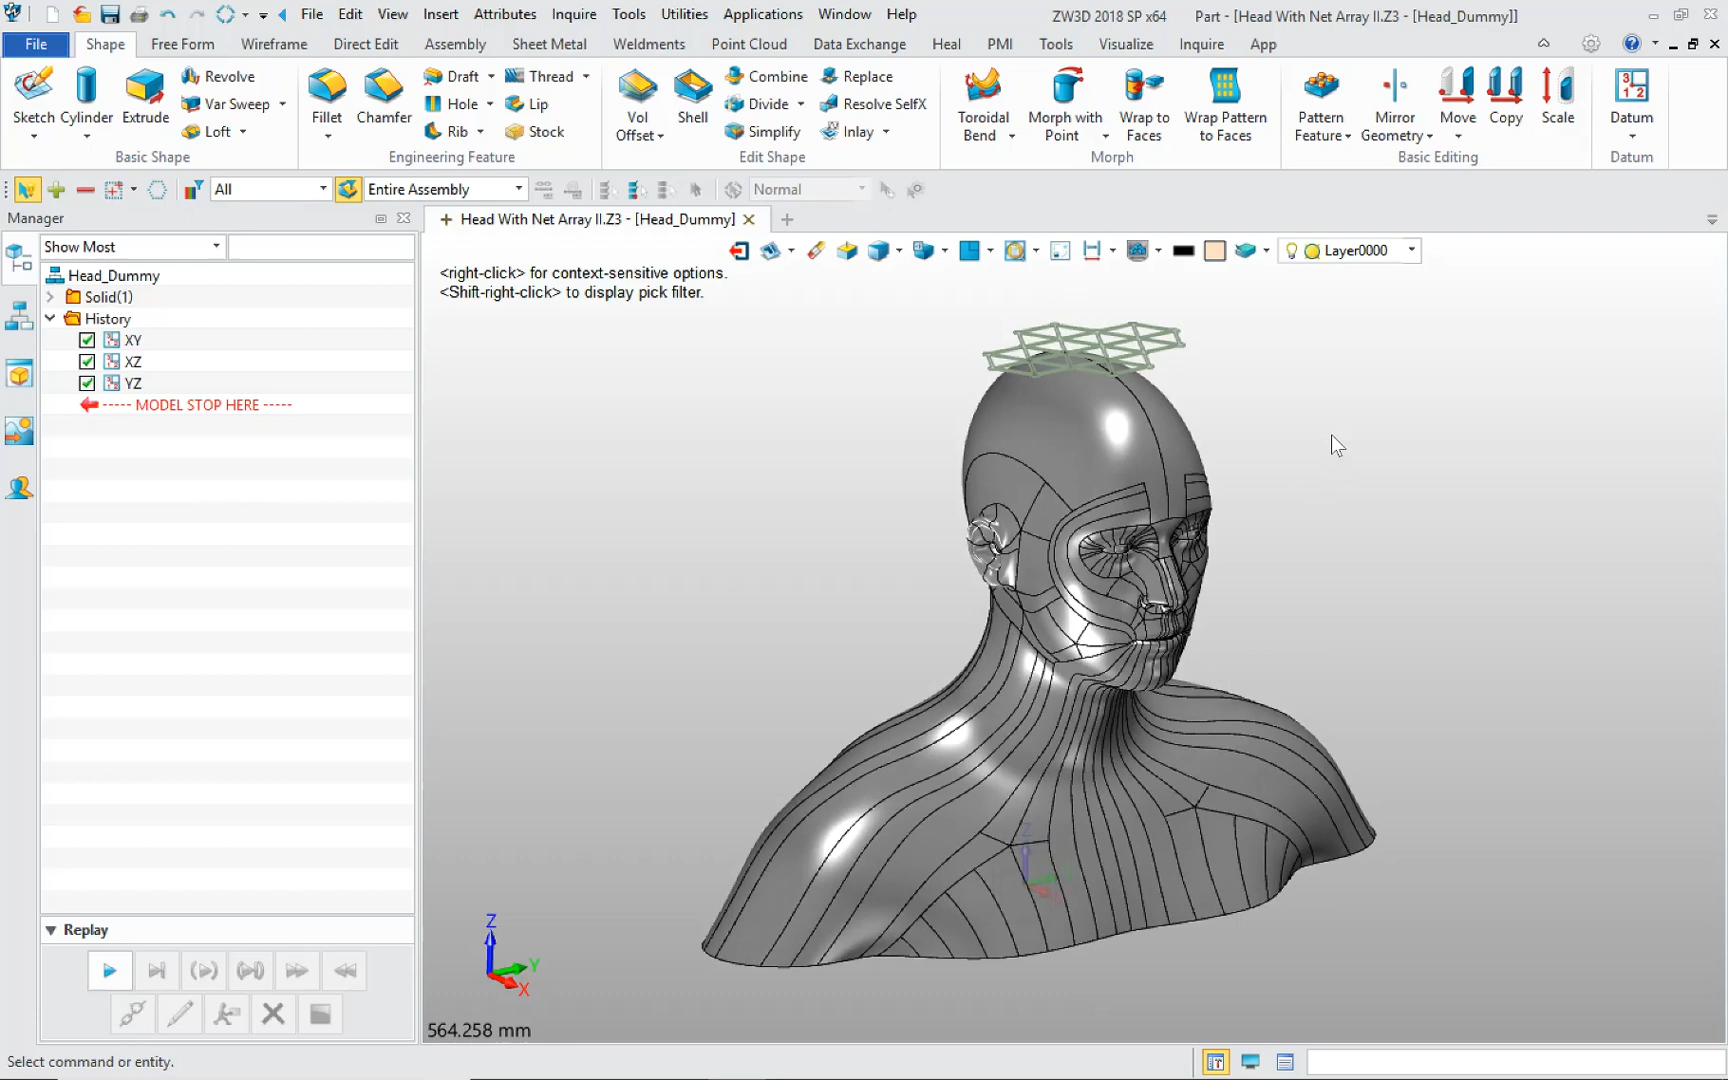 File Edit View Insert Attributes Inquire Tools Utilities Applications Window Help
ZW3D 2018 SP x64 Part - [Head With Net Array II.Z3 - [Head_Dummy]]
File Shape Free Form Wireframe Direct Edit Assembly Sheet Metal Weldments Point Cloud Data Exchange Heal PMI Tools Visualize Inquire App
Sketch
Cylinder
Extrude
Revolve
Var Sweep
Loft
Basic Shape
Fillet
Chamfer
Draft
Hole
Rib
Thread
Lip
Stock
Engineering Feature
Vol
Offset
Shell
Combine
Divide
Simplify
Replace
Resolve SelfX
Inlay
Edit Shape
Toroidal
Bend
Morph with
Point
Wrap to
Faces
Wrap Pattern
to Faces
Morph
Pattern
Feature
Mirror
Geometry
Move
Copy
Scale
Basic Editing
Datum
Datum
All
Entire Assembly
Normal
Manager
Head With Net Array II.Z3 - [Head_Dummy]
Show Most
Layer0000
<right-click> for context-sensitive options.
<Shift-right-click> to display pick filter.
Head_Dummy
Solid(1)
History
XY
XZ
YZ
----- MODEL STOP HERE -----
Replay
Z
Y
X
Z
564.258 mm
Select command or entity.